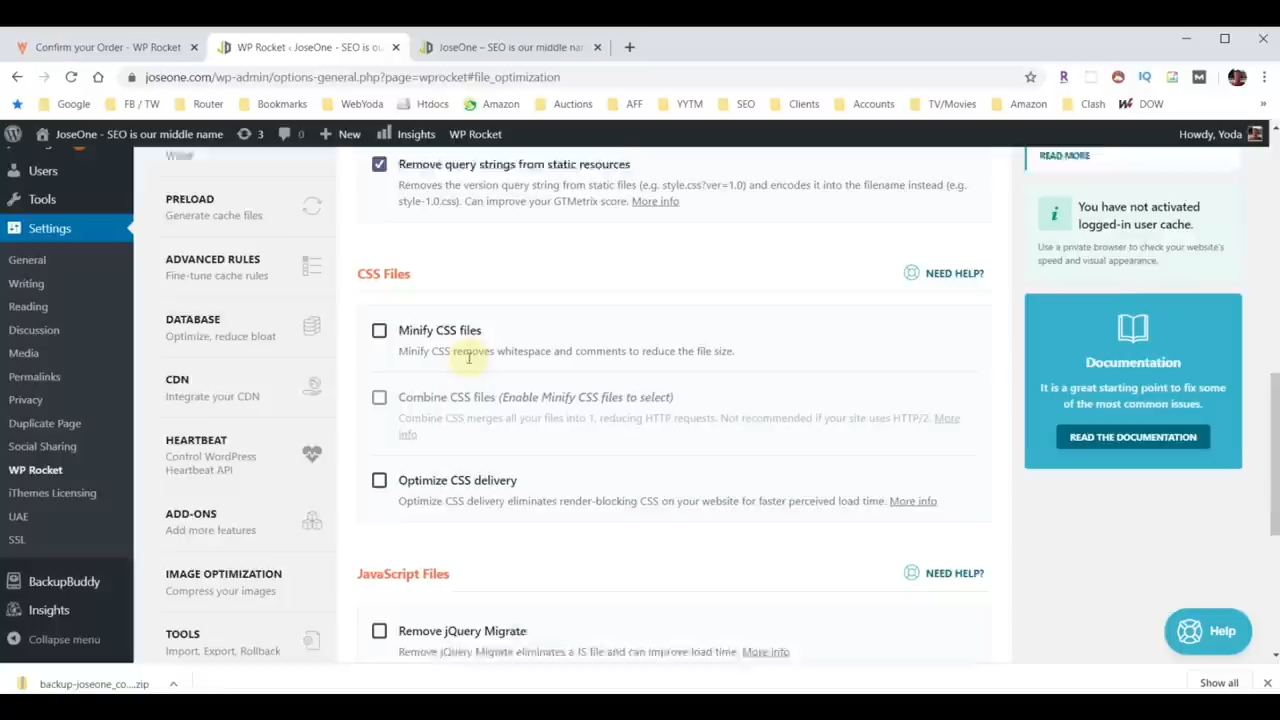 Confirm your Order - WP Rocket
WP Rocket ‹ JoseOne - SEO is ou
JoseOne – SEO is our middle nam
joseone.com/wp-admin/options-general.php?page=wprocket#file_optimization
Google
FB / TW
Router
Bookmarks
WebYoda
Htdocs
Amazon
Auctions
AFF
YYTM
SEO
Clients
Accounts
TV/Movies
Amazon
Clash
DOW
»
JoseOne - SEO is our middle name
3
0
New
Insights
WP Rocket
Howdy, Yoda
Users
Tools
Settings
General
Writing
Reading
Discussion
Media
Permalinks
Privacy
Duplicate Page
Social Sharing
WP Rocket
iThemes Licensing
UAE
SSL
BackupBuddy
Insights
Collapse menu
PRELOAD
Generate cache files
ADVANCED RULES
Fine-tune cache rules
DATABASE
Optimize, reduce bloat
CDN
Integrate your CDN
HEARTBEAT
Control WordPress
Heartbeat API
ADD-ONS
Add more features
IMAGE OPTIMIZATION
Compress your images
TOOLS
Import, Export, Rollback
Remove query strings from static resources
Removes the version query string from static files (e.g. style.css?ver=1.0) and encodes it into the filename instead (e.g.
style-1.0.css). Can improve your GTMetrix score. More info
CSS Files
NEED HELP?
Minify CSS files
Minify CSS removes whitespace and comments to reduce the file size.
Combine CSS files (Enable Minify CSS files to select)
Combine CSS merges all your files into 1, reducing HTTP requests. Not recommended if your site uses HTTP/2. More
info
Optimize CSS delivery
Optimize CSS delivery eliminates render-blocking CSS on your website for faster perceived load time. More info
JavaScript Files
NEED HELP?
Remove jQuery Migrate
Remove jQuery Migrate eliminates a JS file and can improve load time. More info
READ MORE
You have not activated
logged-in user cache.
Use a private browser to check your website's
speed and visual appearance.
Documentation
It is a great starting point to fix some
of the most common issues.
READ THE DOCUMENTATION
Help
backup-joseone_co....zip
Show all